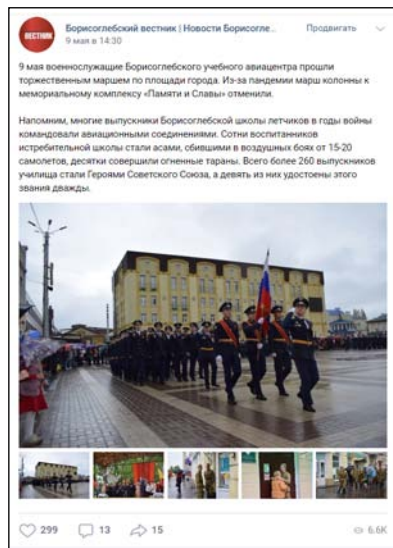 ВЕСТНИК
Борисоглебский вестник | Новости Борисогле...
Продвигать
9 мая в 14:30
9 мая военнослужащие Борисоглебского учебного авиацентра прошли
торжественным маршем по площади города. Из-за пандемии марш колонны к
мемориальному комплексу «Памяти и Славы» отменили.
Напомним, многие выпускники Борисоглебской школы летчиков в годы войны
командовали авиационными соединениями. Сотни воспитанников
истребительной школы стали асами, сбившими в воздушных боях от 15-20
самолетов, десятки совершили огненные тараны. Всего более 260 выпускников
училища стали Героями Советского Союза, а девять из них удостоены этого
звания дважды.
299
13
15
6.6K